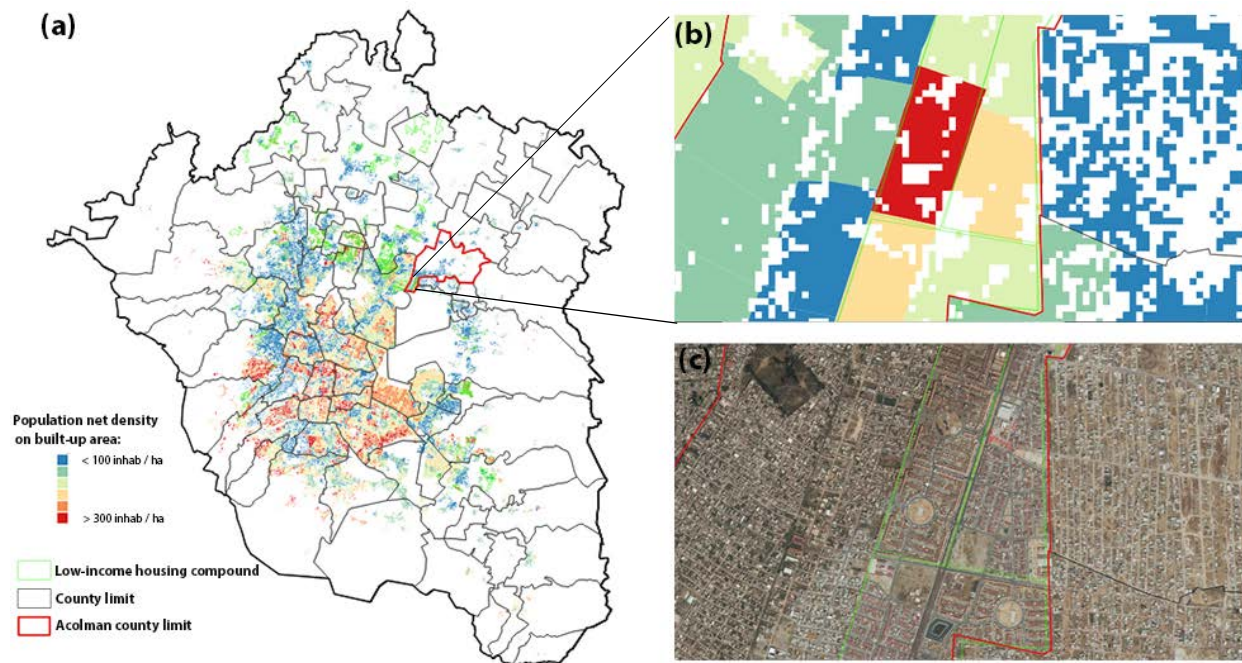 (a)
(b)
(c)
Population net density
on built-up area:
< 100 inhab / ha
> 300 inhab / ha
Low-income housing compound
County limit
Acolman county limit